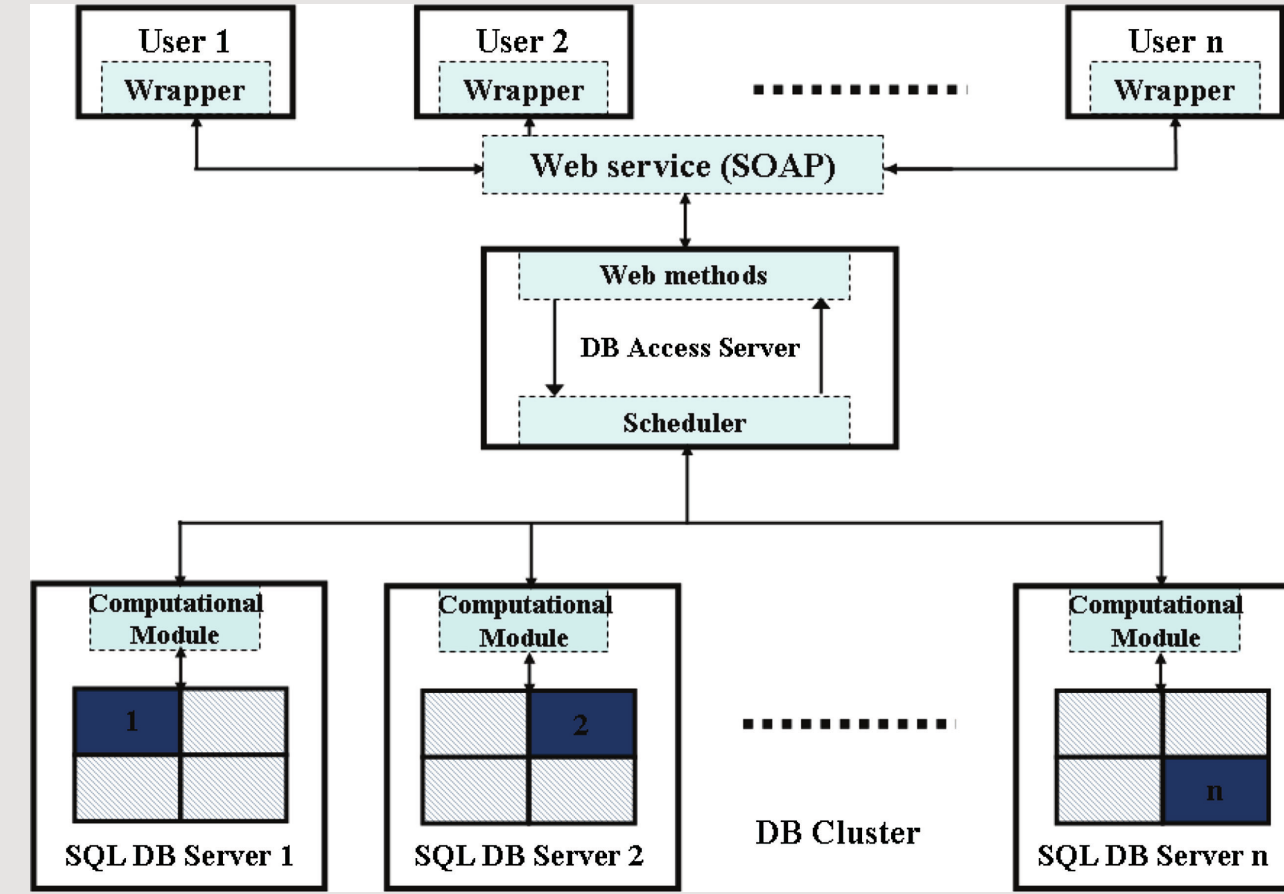 User 1
Wrapper
User 2
Wrapper
User n
Wrapper
Web service (SOAP)
Web methods
DB Access Server
Scheduler
Computational
Module
1
SQL DB Server 1
Computational
Module
2
SQL DB Server 2
DB Cluster
Computational
Module
n
SQL DB Server n